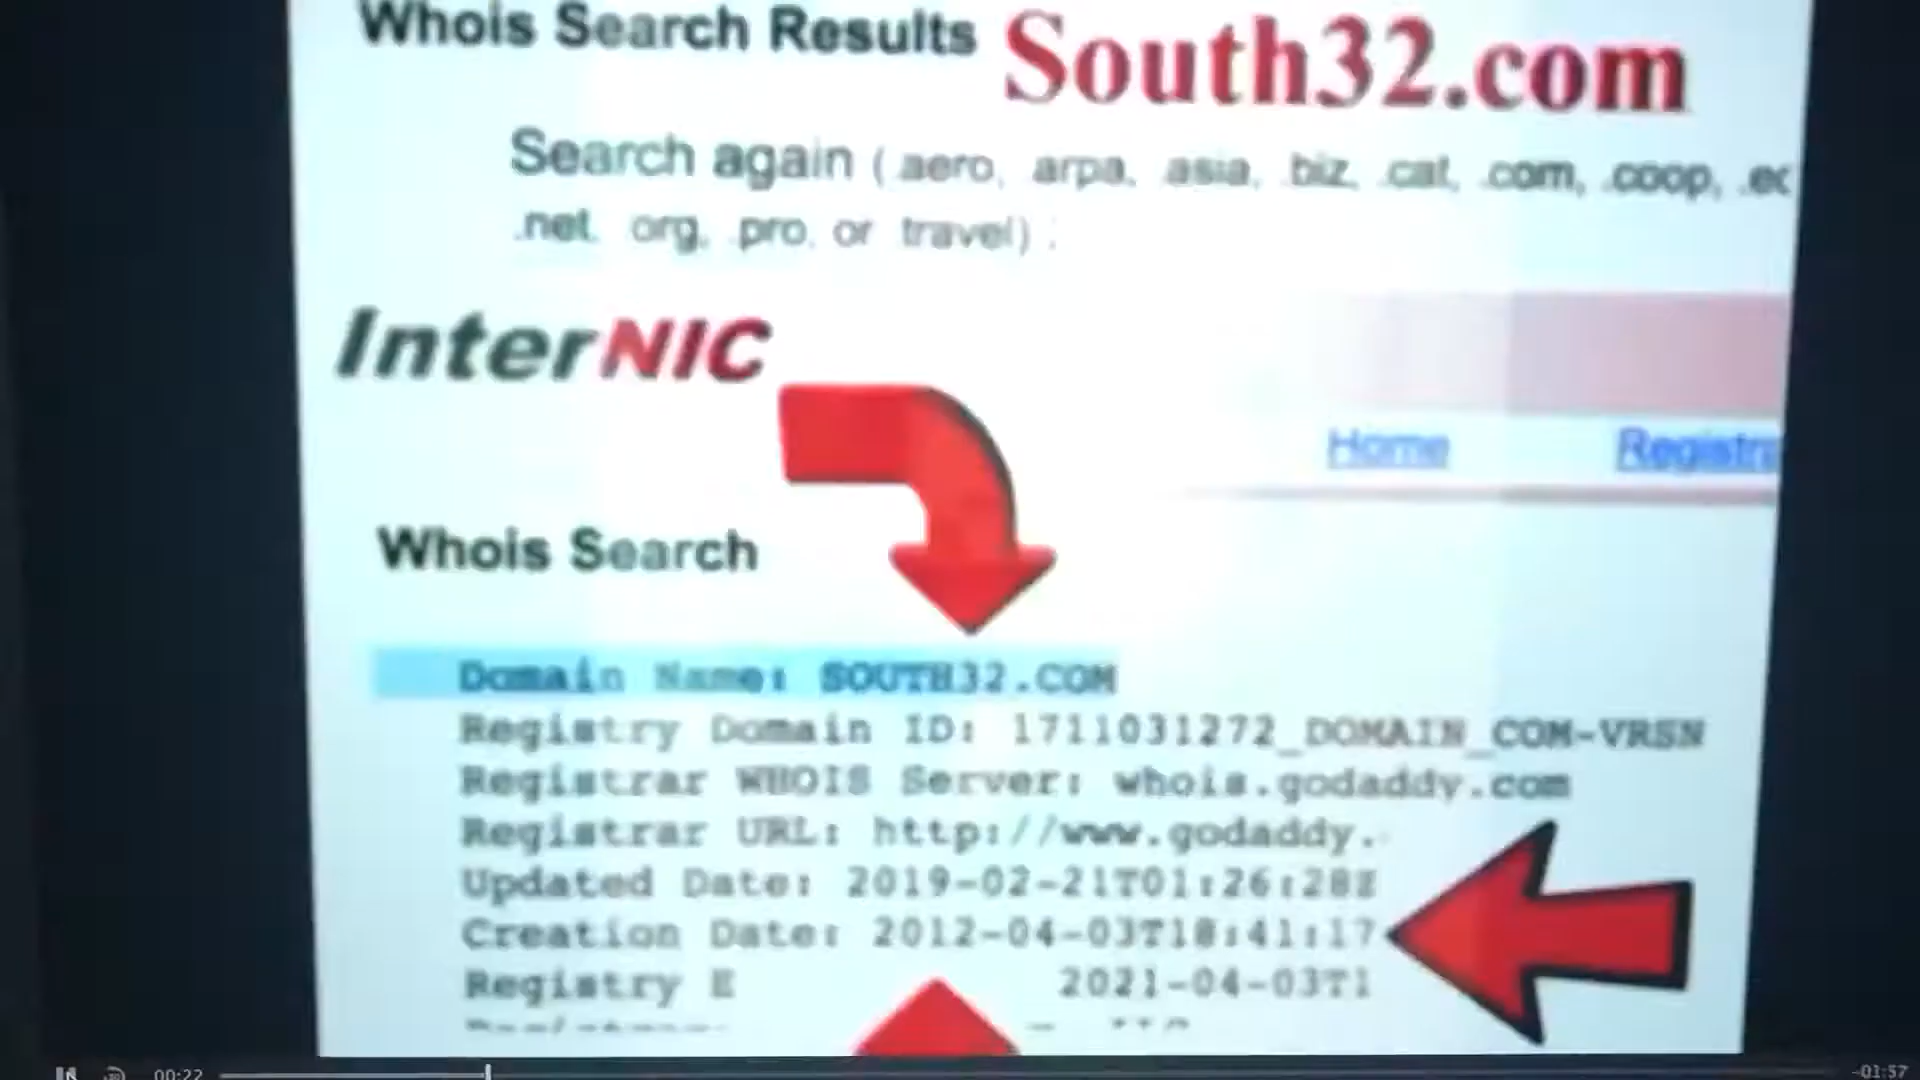 Whois Search Results South32.com
Search again (.aero, .arpa, .asia, .biz, .cat, .com, .coop,
.net, .org, .pro, or .travel) :
InterNIC
Home
Whois Search
Domain Name: SOUTH32.COM
Registry Domain ID: 1711031272_DOMAIN_COM-VRSN
Registrar WHOIS Server: whois.godaddy.com
Registrar URL: http://www.godaddy.
Updated Date: 2019-02-21T01:26:28Z
Creation Date: 2012-04-03T18:41:17
Registry E 2021-04-03T1
00:22 -01:57